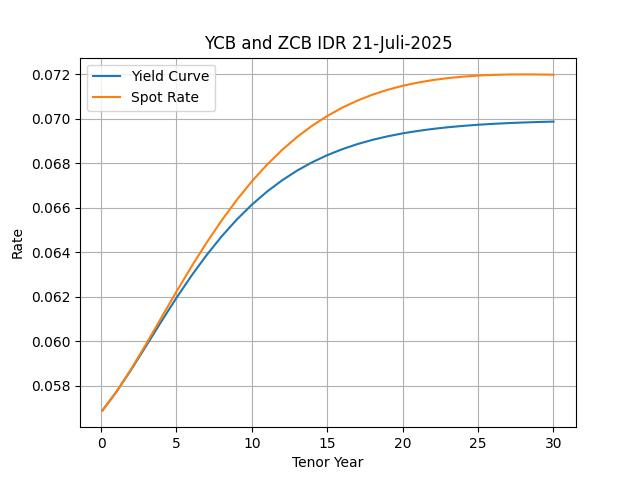 YCB and ZCB IDR 21-Juli-2025
Yield Curve
Spot Rate
0.072
0.070
0.068
0.066
0.064
0.062
0.060
0.058
Rate
0 5 10 15 20 25 30
Tenor Year